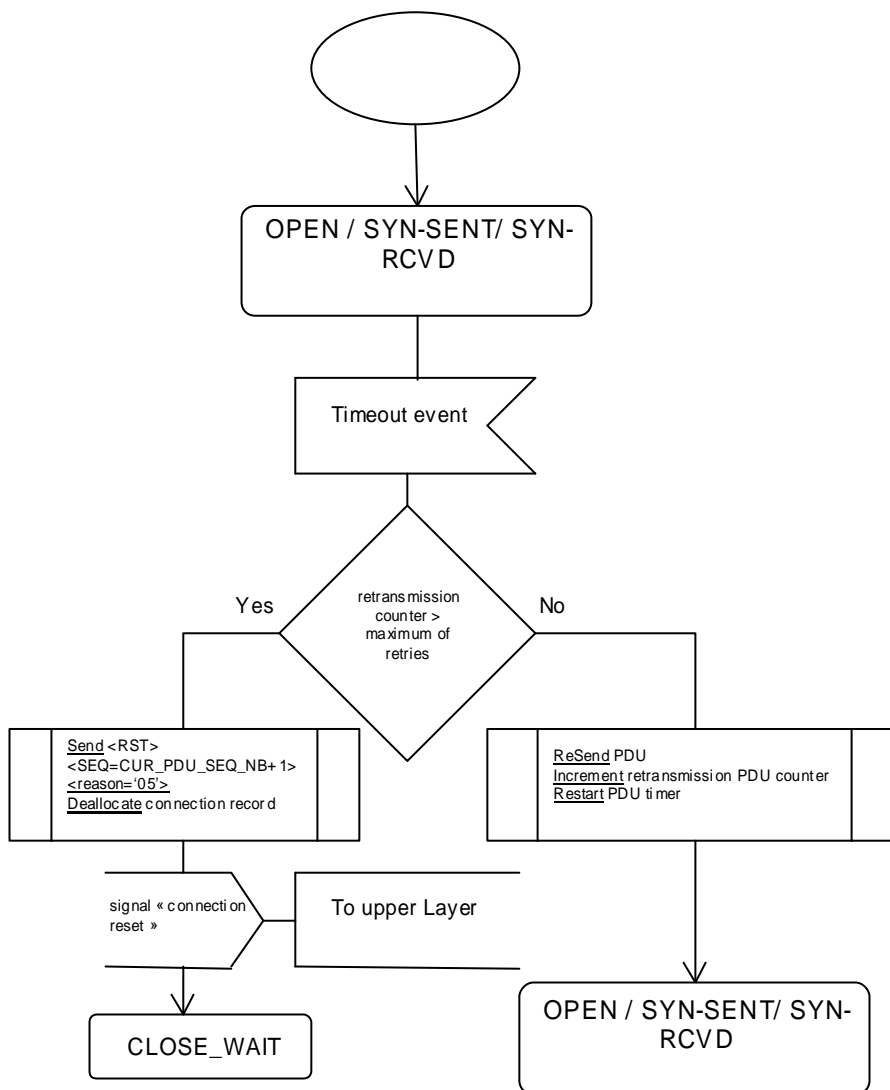 OPEN / SYN-SENT/ SYN-
RCVD
Timeout event
retransmission
counter >
maximum of
retries
Yes
No
Send <RST>
<SEQ=CUR_PDU_SEQ_NB+1>
<reason=‘05’>
Deallocate connection record
ReSend PDU
Increment retransmission PDU counter
Restart PDU timer
signal « connection
reset »
To upper Layer
CLOSE_WAIT
OPEN / SYN-SENT/ SYN-
RCVD